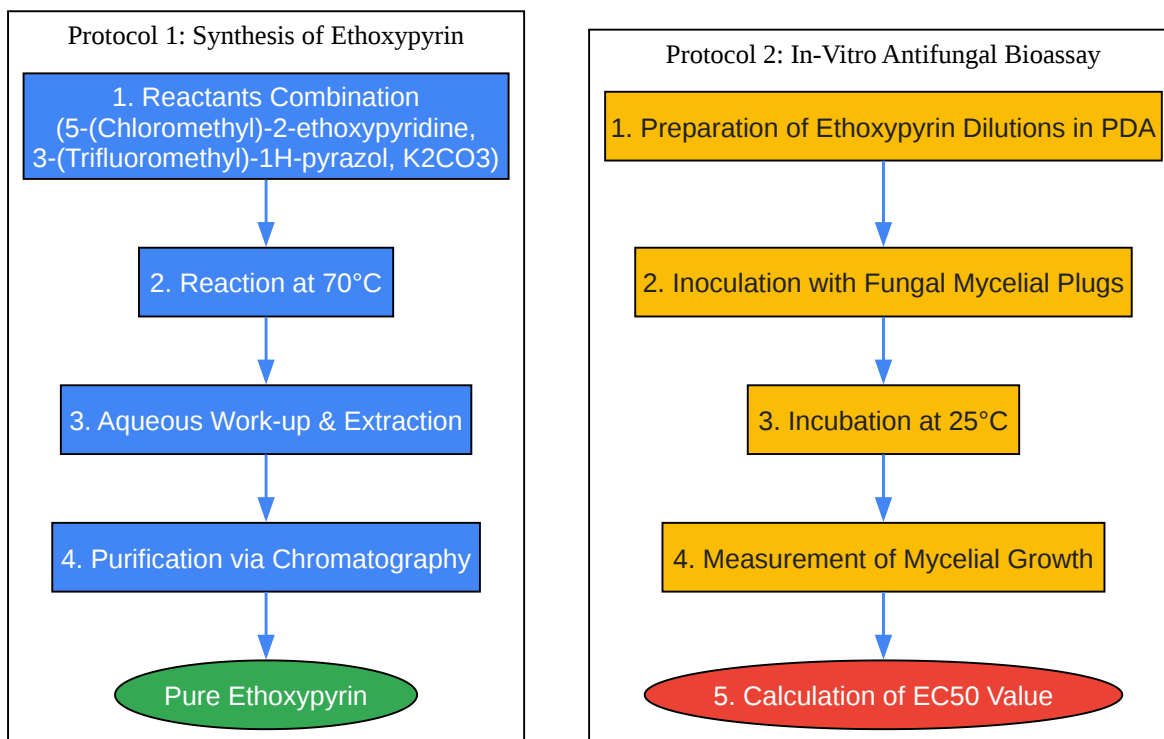 Protocol 1: Synthesis of Ethoxypyrin
1. Reactants Combination
(5-(Chloromethyl)-2-ethoxypyridine,
3-(Trifluoromethyl)-1H-pyrazol, K2CO3)
2. Reaction at 70°C
3. Aqueous Work-up & Extraction
4. Purification via Chromatography
Pure Ethoxypyrin
Protocol 2: In-Vitro Antifungal Bioassay
1. Preparation of Ethoxypyrin Dilutions in PDA
2. Inoculation with Fungal Mycelial Plugs
3. Incubation at 25°C
4. Measurement of Mycelial Growth
5. Calculation of EC50 Value